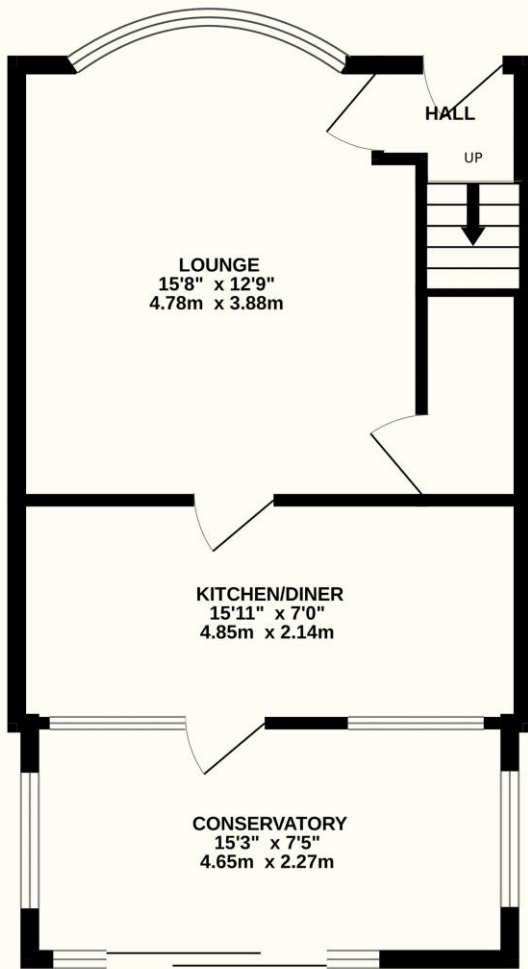 HALL
UP
LOUNGE
15'8" x 12'9"
4.78m x 3.88m
KITCHEN/DINER
15'11" x 7'0"
4.85m x 2.14m
CONSERVATORY
15'3" x 7'5"
4.65m x 2.27m